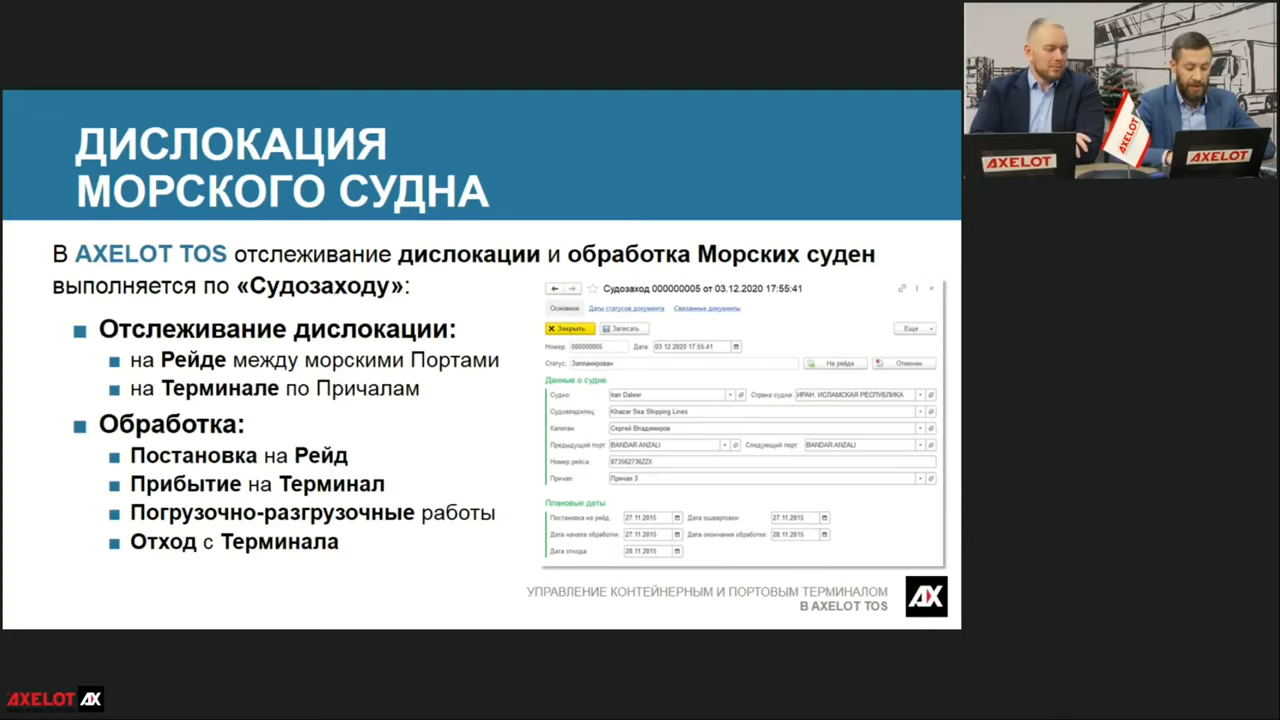 ДИСЛОКАЦИЯ
МОРСКОГО СУДНА
В AXELOT TOS отслеживание дислокации и обработка Морских суден
выполняется по «Судозаходу»:
■ Отслеживание дислокации:
■ на Рейде между морскими Портами
■ на Терминале по Причалам
■ Обработка:
■ Постановка на Рейд
■ Прибытие на Терминал
■ Погрузочно-разгрузочные работы
■ Отход с Терминала
Судозаход 000000005 от 03.12.2020 17:55:41
Основное Даты статусов документа Связанные документы
Закрыть Записать Еще
Номер: 000000005 Дата: 03.12.2020 17:55:41
Статус: Запланирован На рейде Отменен
Данные о судне
Судно: Iran Daleer Страна судна: ИРАН, ИСЛАМСКАЯ РЕСПУБЛИКА
Судовладелец: Khazar Sea Shipping Lines
Капитан: Сергей Владимиров
Предыдущий порт: BANDAR ANZALI Следующий порт: BANDAR ANZALI
Номер рейса: 873562736ZZX
Причал: Причал 3
Плановые даты
Постановка на рейд: 27.11.2015 Дата ошвартовки: 27.11.2015
Дата начала обработки: 27.11.2015 Дата окончания обработки: 28.11.2015
Дата отхода: 28.11.2015
УПРАВЛЕНИЕ КОНТЕЙНЕРНЫМ И ПОРТОВЫМ ТЕРМИНАЛОМ
В AXELOT TOS
AX
AXELOT
AXELOT
AXELOT
AXELOT AX